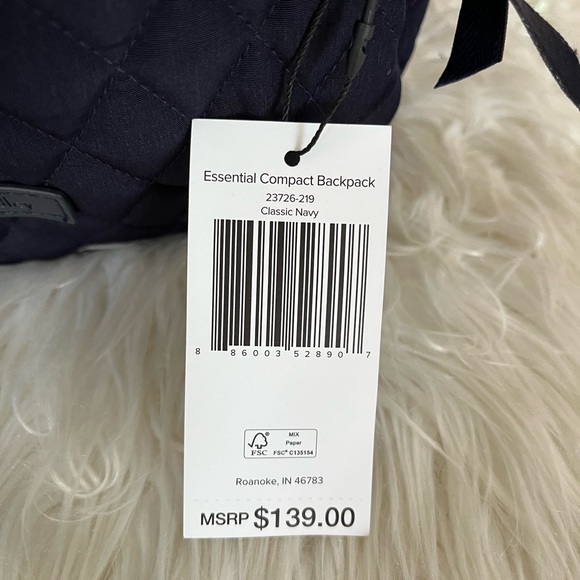 Essential Compact Backpack
23726-219
Classic Navy
8 86003 52890 7
FSC
MIX
Paper
FSC® C135154
Roanoke, IN 46783
MSRP $139.00